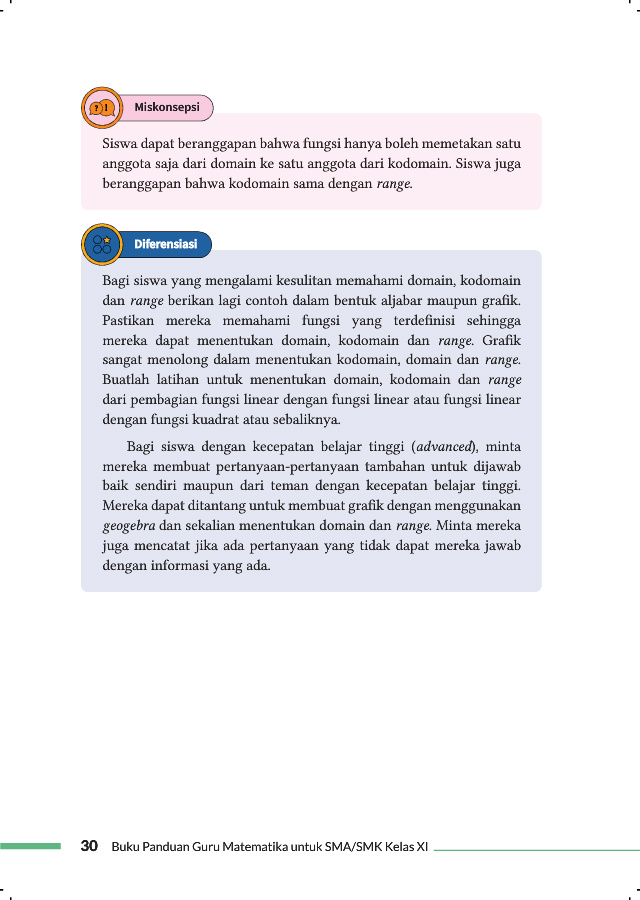 Miskonsepsi
Siswa dapat beranggapan bahwa fungsi hanya boleh memetakan satu
anggota saja dari domain ke satu anggota dari kodomain. Siswa juga
beranggapan bahwa kodomain sama dengan range.
Diferensiasi
Bagi siswa yang mengalami kesulitan memahami domain, kodomain
dan range berikan lagi contoh dalam bentuk aljabar maupun grafik.
Pastikan mereka memahami fungsi yang terdefinisi sehingga
mereka dapat menentukan domain, kodomain dan range. Grafik
sangat menolong dalam menentukan kodomain, domain dan range.
Buatlah latihan untuk menentukan domain, kodomain dan range
dari pembagian fungsi linear dengan fungsi linear atau fungsi linear
dengan fungsi kuadrat atau sebaliknya.
Bagi siswa dengan kecepatan belajar tinggi (advanced), minta
mereka membuat pertanyaan-pertanyaan tambahan untuk dijawab
baik sendiri maupun dari teman dengan kecepatan belajar tinggi.
Mereka dapat ditantang untuk membuat grafik dengan menggunakan
geogebra dan sekalian menentukan domain dan range. Minta mereka
juga mencatat jika ada pertanyaan yang tidak dapat mereka jawab
dengan informasi yang ada.
30 Buku Panduan Guru Matematika untuk SMA/SMK Kelas XI